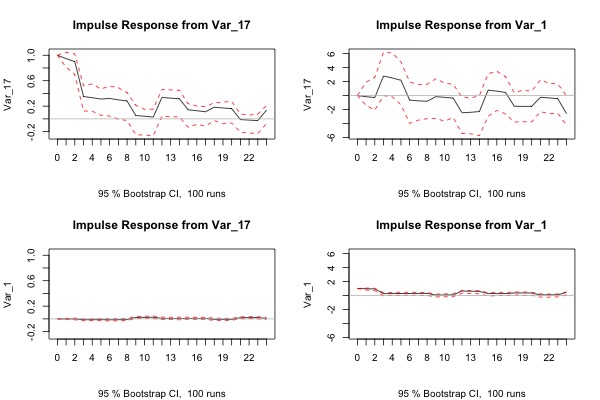 Impulse Response from Var_17
Var_17
1.0
0.6
0.2
-0.2
0 2 4 6 8 10 13 16 19 22
95 % Bootstrap CI, 100 runs
Impulse Response from Var_1
Var_17
6
4
2
-2
-6
0 2 4 6 8 10 13 16 19 22
95 % Bootstrap CI, 100 runs
Impulse Response from Var_17
Var_1
1.0
0.6
0.2
-0.2
0 2 4 6 8 10 13 16 19 22
95 % Bootstrap CI, 100 runs
Impulse Response from Var_1
Var_1
6
4
2
-2
-6
0 2 4 6 8 10 13 16 19 22
95 % Bootstrap CI, 100 runs